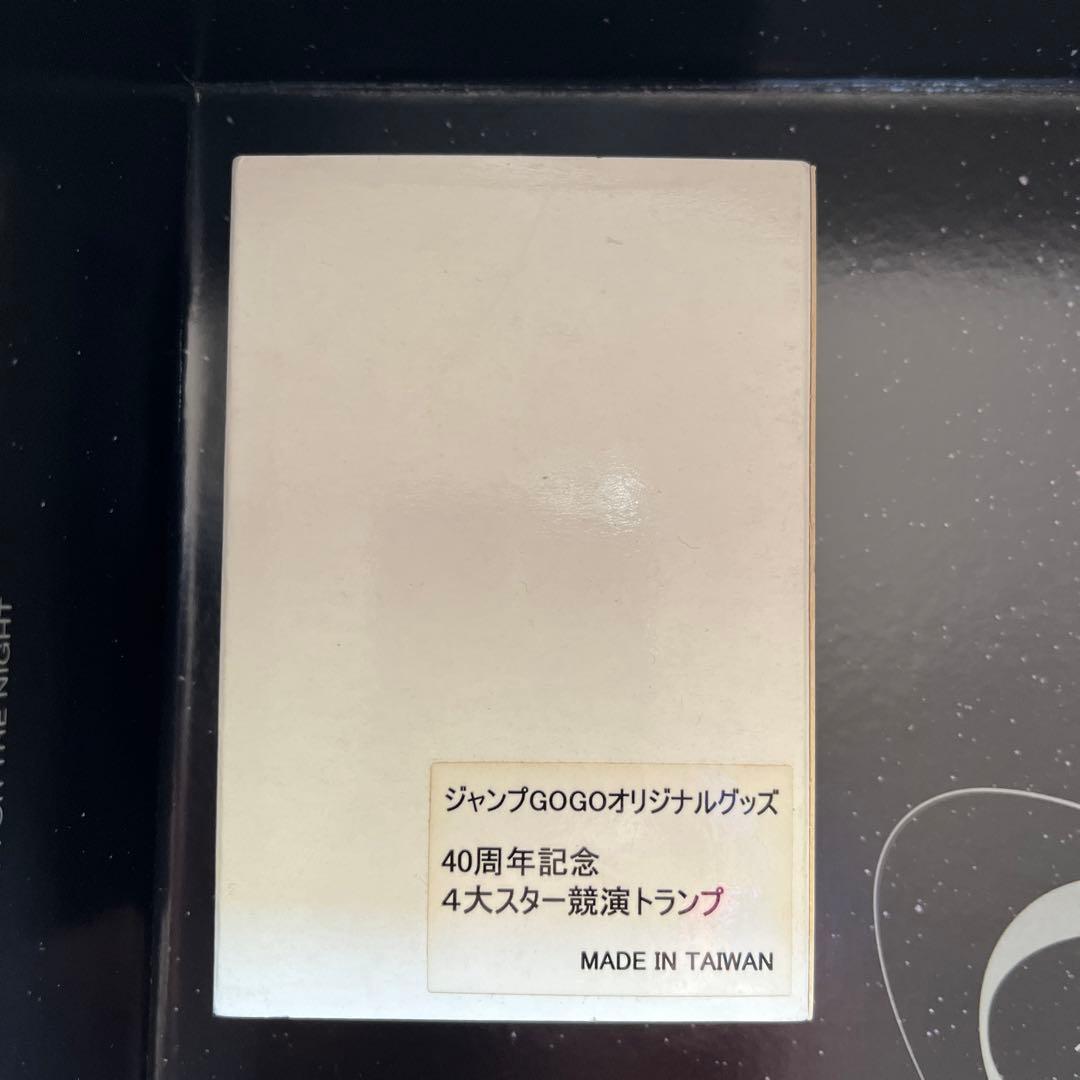 ジャンプGOGOオリジナルグッズ
40周年記念
４大スター競演トランプ
MADE IN TAIWAN
NIGHT